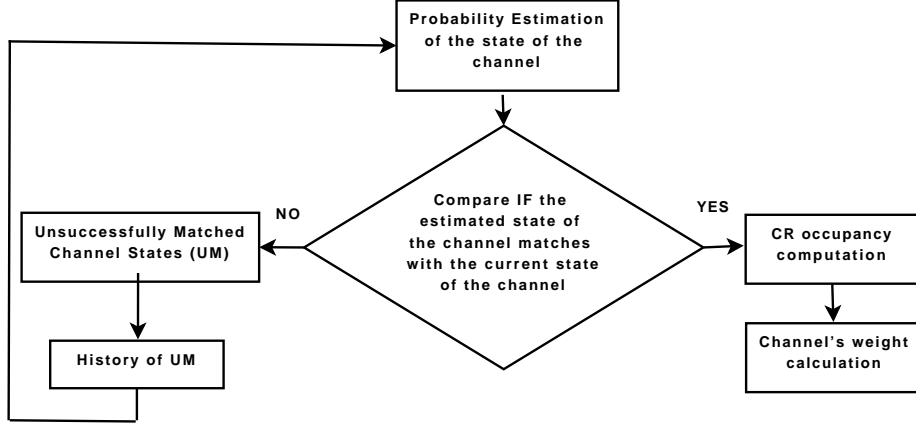 Probability Estimation
of the state of the
channel
Compare IF the
estimated state of
the channel matches
with the current state
of the channel
NO
YES
Unsuccessfully Matched
Channel States (UM)
History of UM
CR occupancy
computation
Channel's weight
calculation